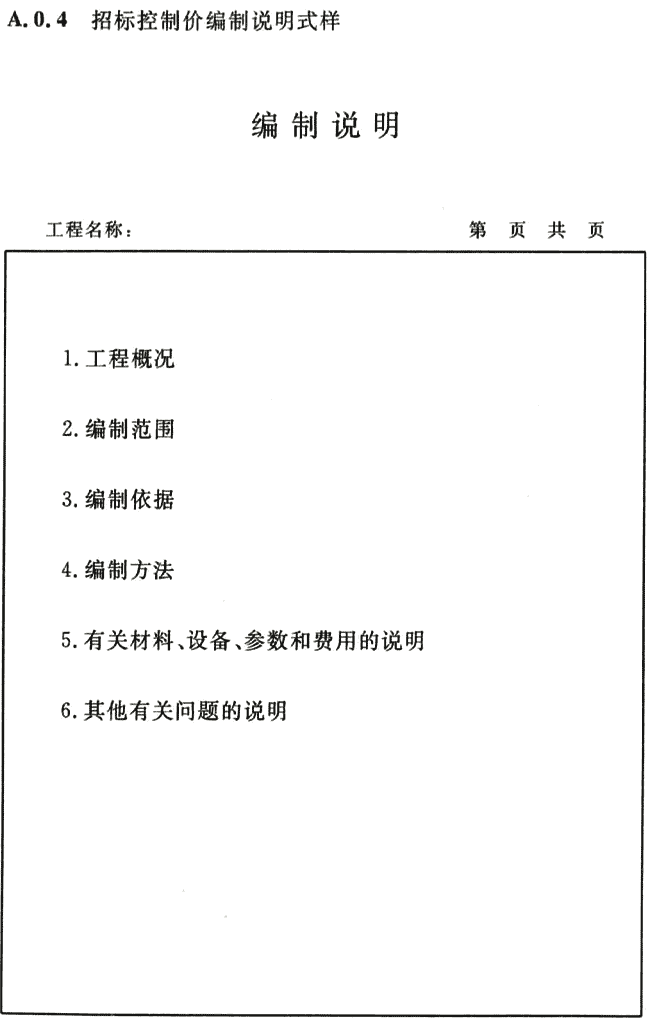 A.0.4 招标控制价编制说明式样
编制说明
工程名称： 第 页 共 页
1.工程概况
2.编制范围
3.编制依据
4.编制方法
5.有关材料、设备、参数和费用的说明
6.其他有关问题的说明